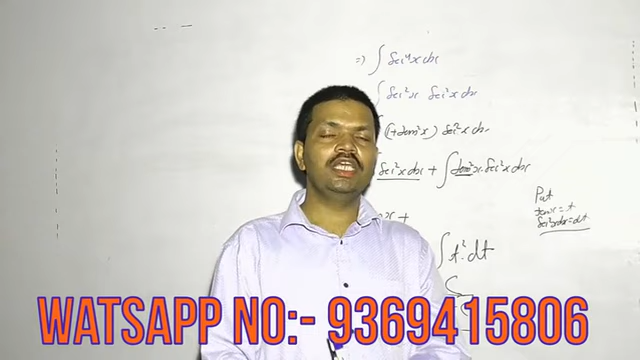 =) ∫ Sec⁴x dx
∫ Sec²x Sec²x dx
(1+tan²x) Sec²x dx
Sec²x dx + ∫ tan²x. Sec²x dx
Put
tanx = t
Sec²x dx = dt
+
∫ t². dt
WATSAPP NO:- 9369415806